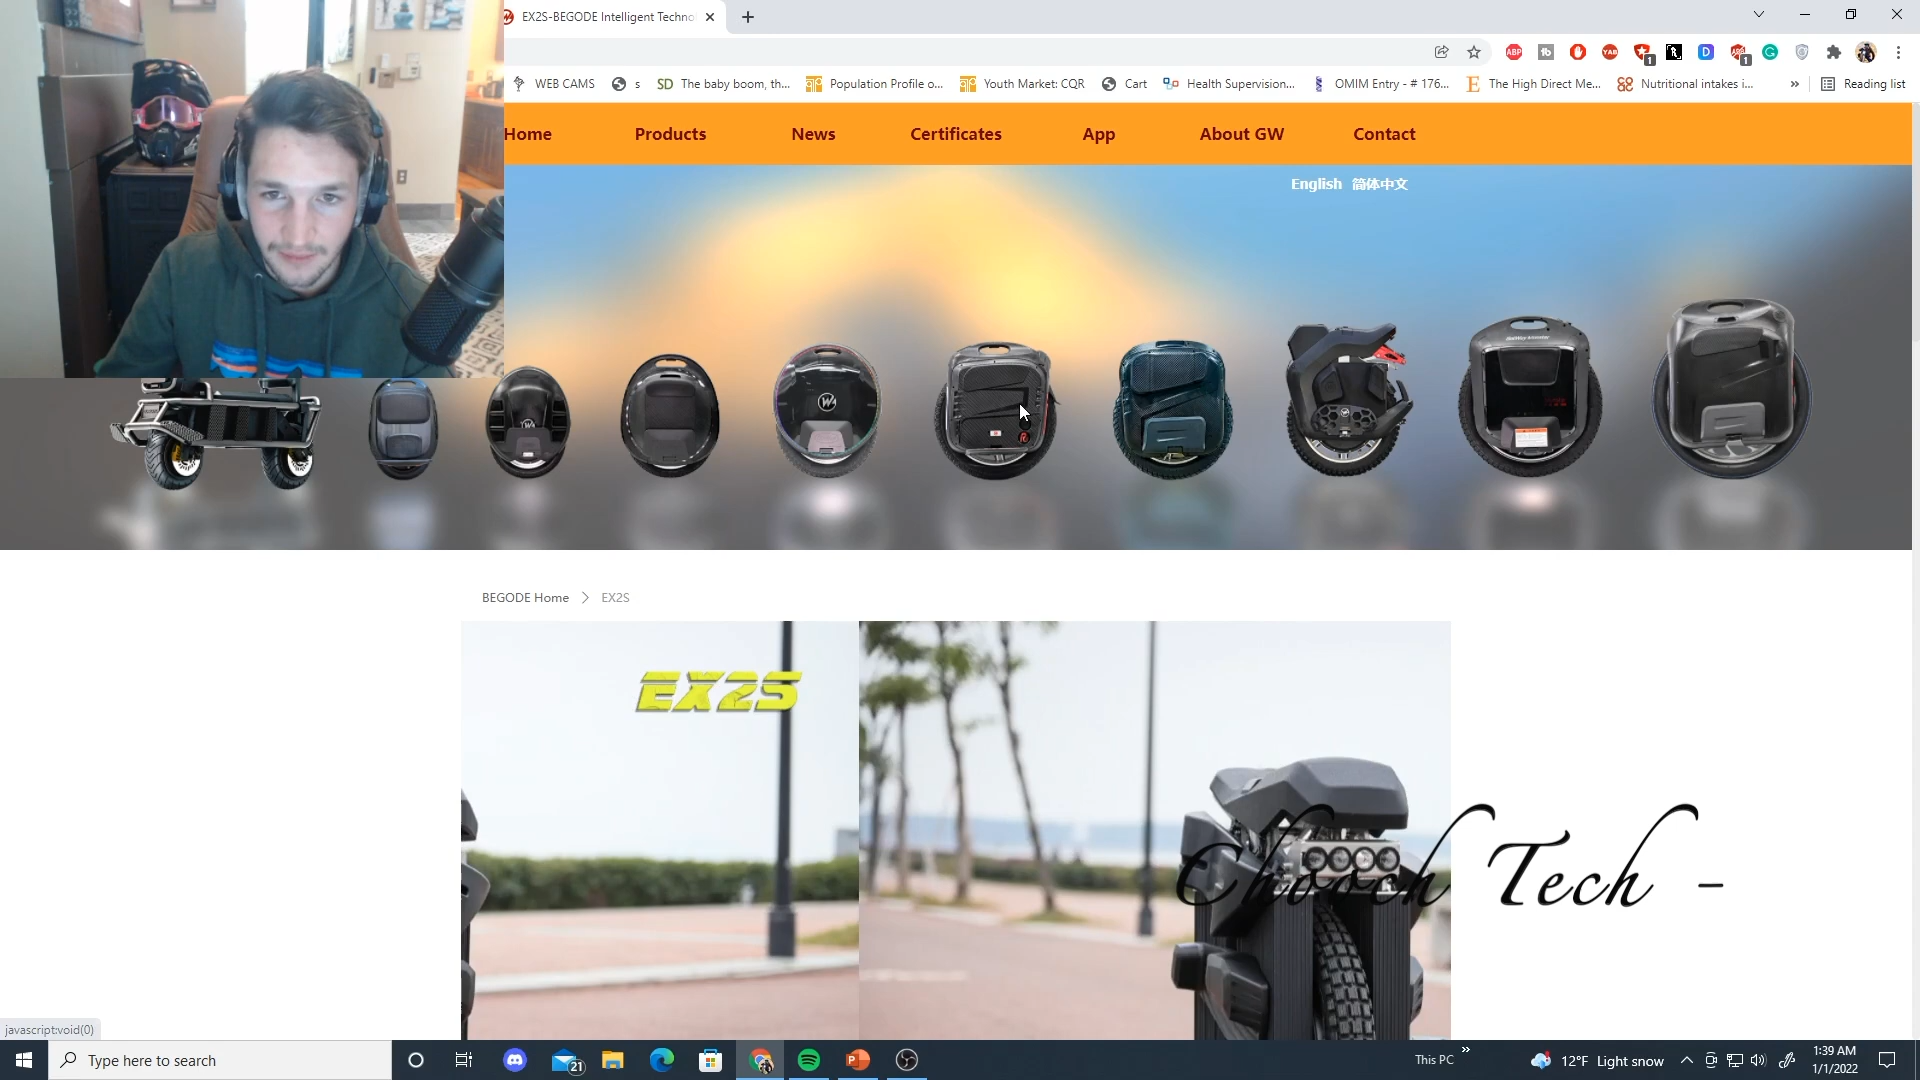 EX2S-BEGODE Intelligent Techno
WEB CAMS
s
SD The baby boom, th...
Population Profile o...
Youth Market: CQR
Cart
Health Supervision...
OMIM Entry - # 176...
The High Direct Me...
Nutritional intakes i...
»
Reading list
Home
Products
News
Certificates
App
About GW
Contact
English 简体中文
BEGODE Home > EX2S
EX2S
Chooch Tech -
javascript:void(0)
Type here to search
21
This PC
»
12°F Light snow
1:39 AM
1/1/2022